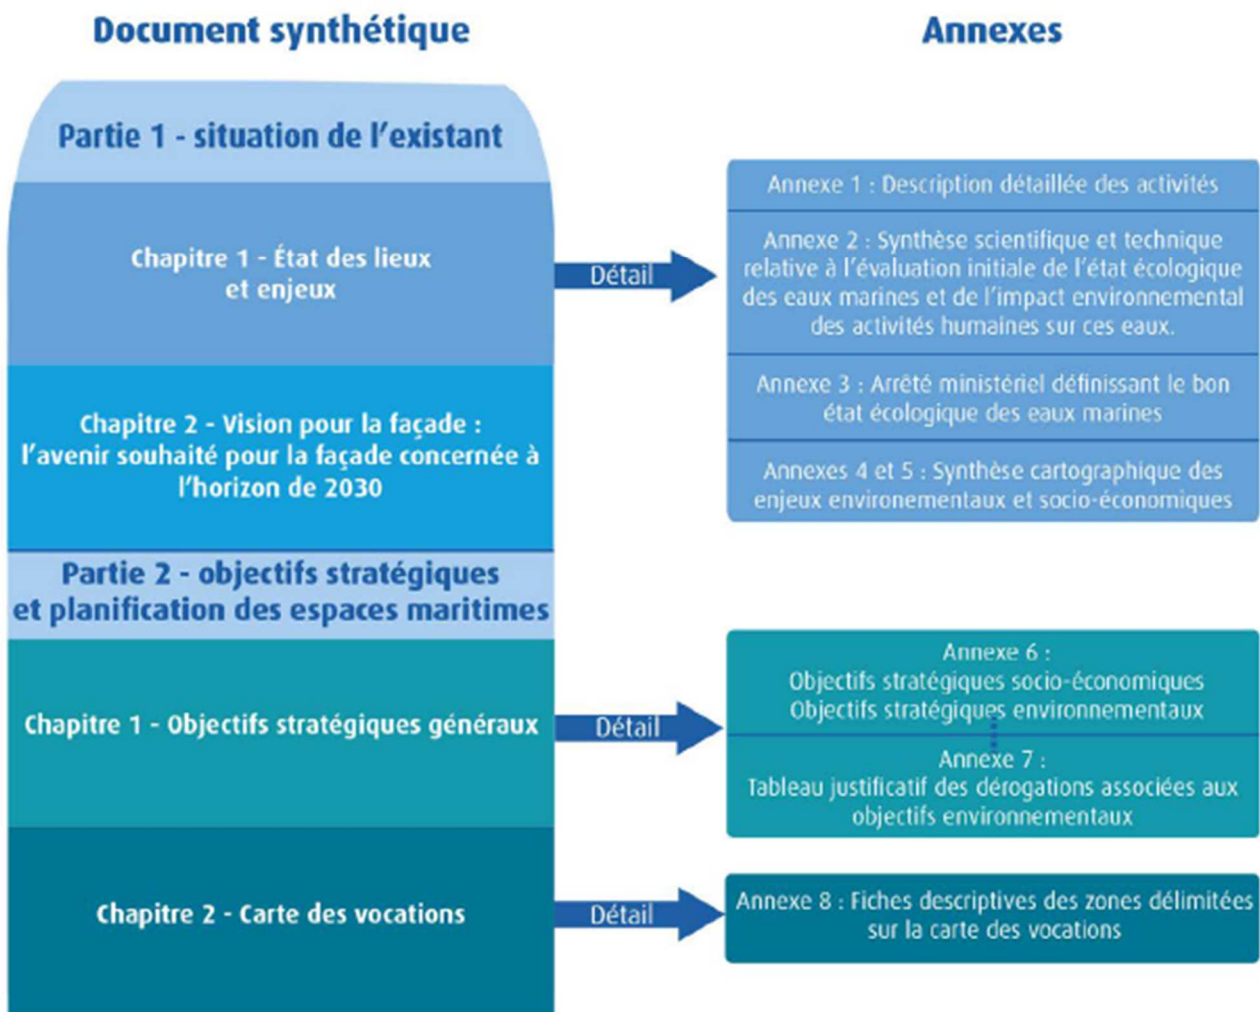 Document synthétique
Partie 1 - situation de l'existant
Chapitre 1 - État des lieux
et enjeux
Détail
Chapitre 2 - Vision pour la façade :
l'avenir souhaité pour la façade concernée à
l'horizon de 2030
Partie 2 - objectifs stratégiques
et planification des espaces maritimes
Chapitre 1 - Objectifs stratégiques généraux
Détail
Chapitre 2 - Carte des vocations
Détail
Annexes
Annexe 1 : Description détaillée des activités
Annexe 2 : Synthèse scientifique et technique
relative à l'évaluation initiale de l'état écologique
des eaux marines et de l'impact environnemental
des activités humaines sur ces eaux.
Annexe 3 : Arrêté ministériel définissant le bon
état écologique des eaux marines
Annexes 4 et 5 : Synthèse cartographique des
enjeux environementaux et socio-économiques
Annexe 6 :
Objectifs stratégiques socio-économiques
Objectifs stratégiques environnementaux
Annexe 7 :
Tableau justificatif des dérogations associées aux
objectifs environnementaux
Annexe 8 : Fiches descriptives des zones délimitées
sur la carte des vocations